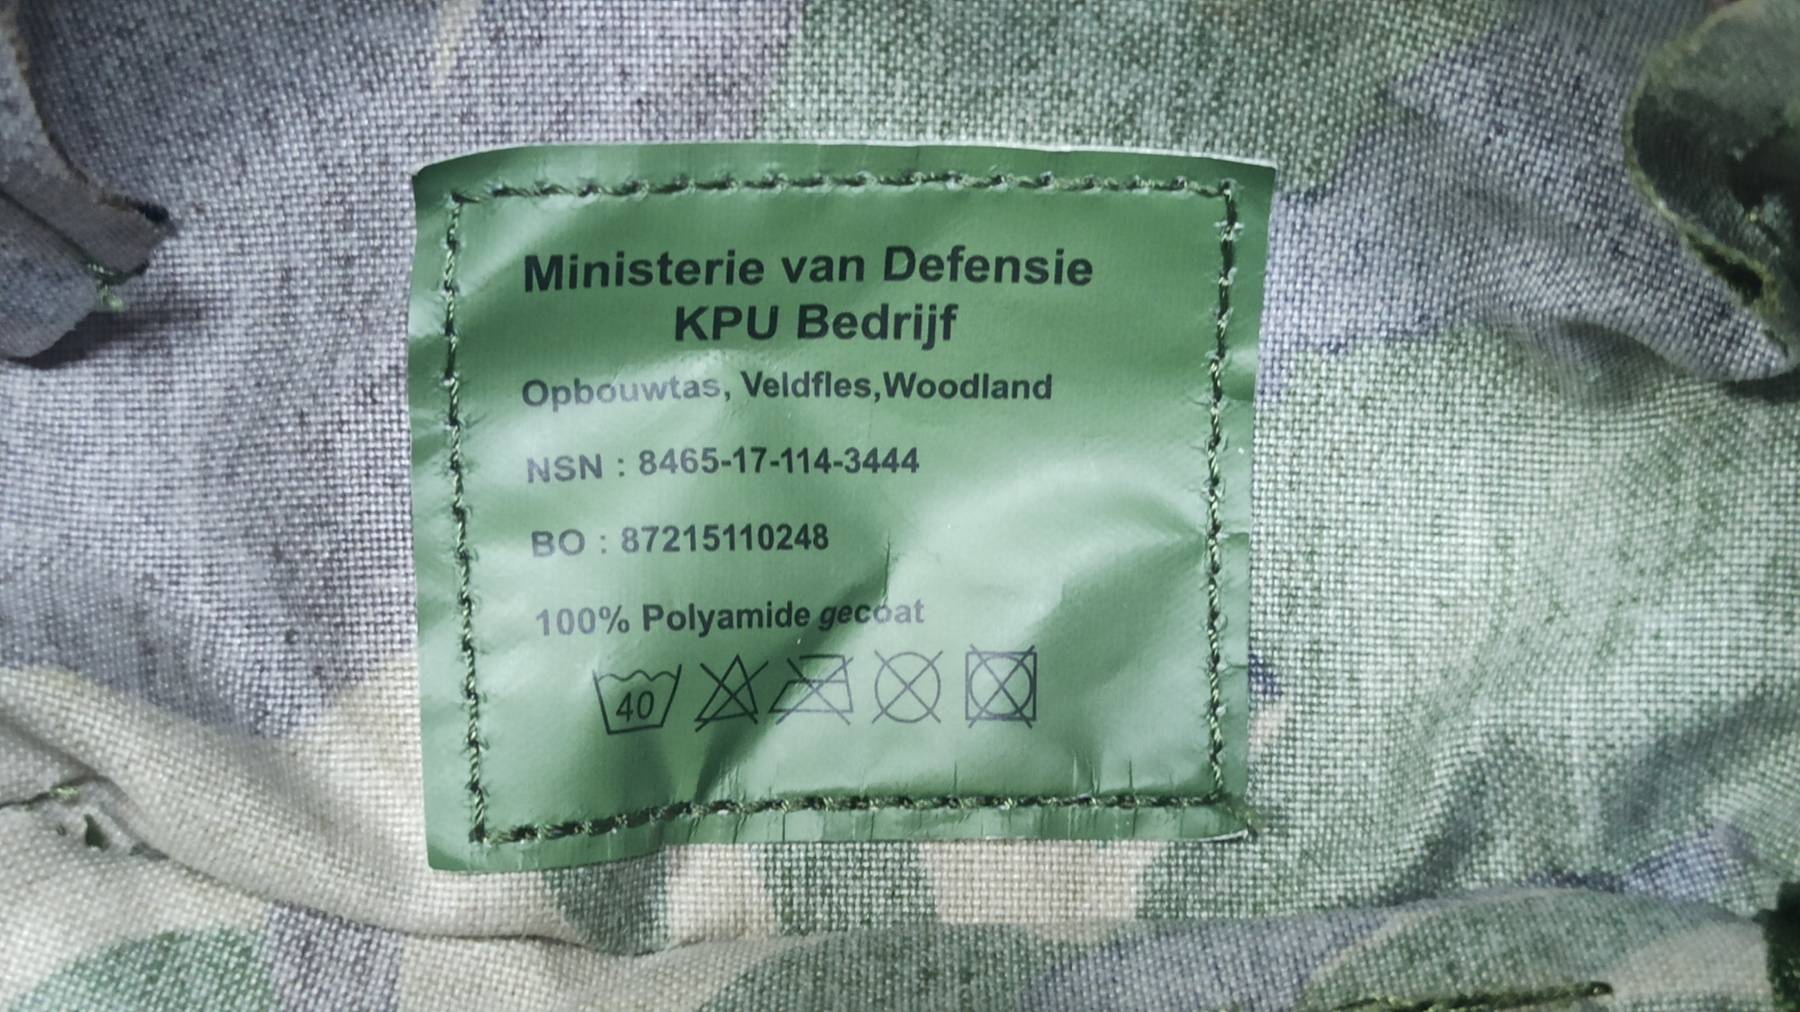 Ministerie van Defensie
KPU Bedrijf
Opbouwtas, Veldfles,Woodland
NSN : 8465-17-114-3444
BO : 87215110248
100% Polyamide gecoat
40